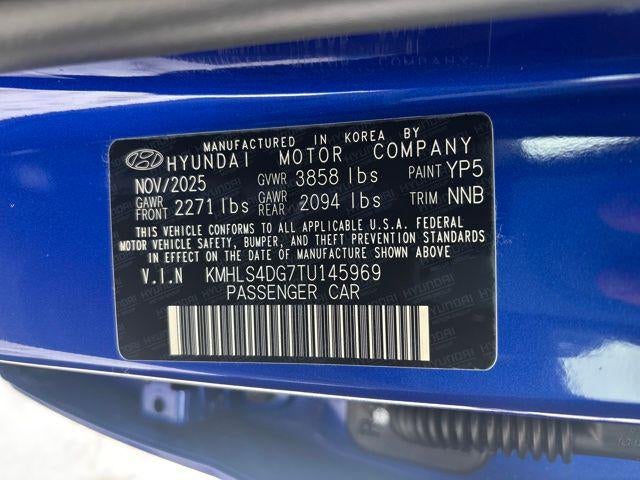 MANUFACTURED IN KOREA BY
HYUNDAI MOTOR COMPANY
NOV/2025 GVWR 3858 lbs PAINT YP5
GAWR FRONT 2271 lbs GAWR REAR 2094 lbs TRIM NNB
THIS VEHICLE CONFORMS TO ALL APPLICABLE U.S.A. FEDERAL
MOTOR VEHICLE SAFETY, BUMPER, AND THEFT PREVENTION STANDARDS
IN EFFECT ON THE DATE OF MANUFACTURE SHOWN ABOVE
V.I.N KMHLS4DG7TU145969
PASSENGER CAR